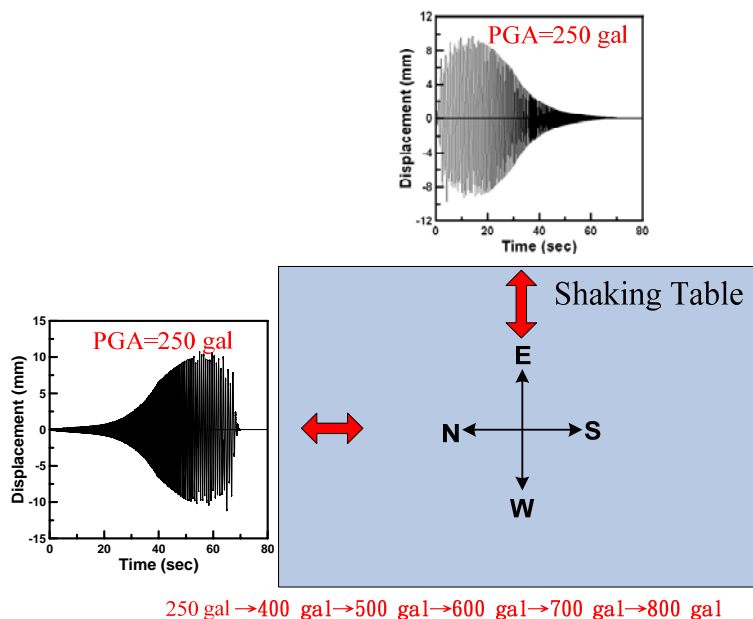 12
8
4
0
-4
-8
-12
Displacement (mm)
PGA=250 gal
0 20 40 60 80
Time (sec)
Shaking Table
15
10
5
0
-5
-10
-15
Displacement (mm)
PGA=250 gal
0 20 40 60 80
Time (sec)
E
N S
W
250 gal→400 gal→500 gal→600 gal→700 gal→800 gal